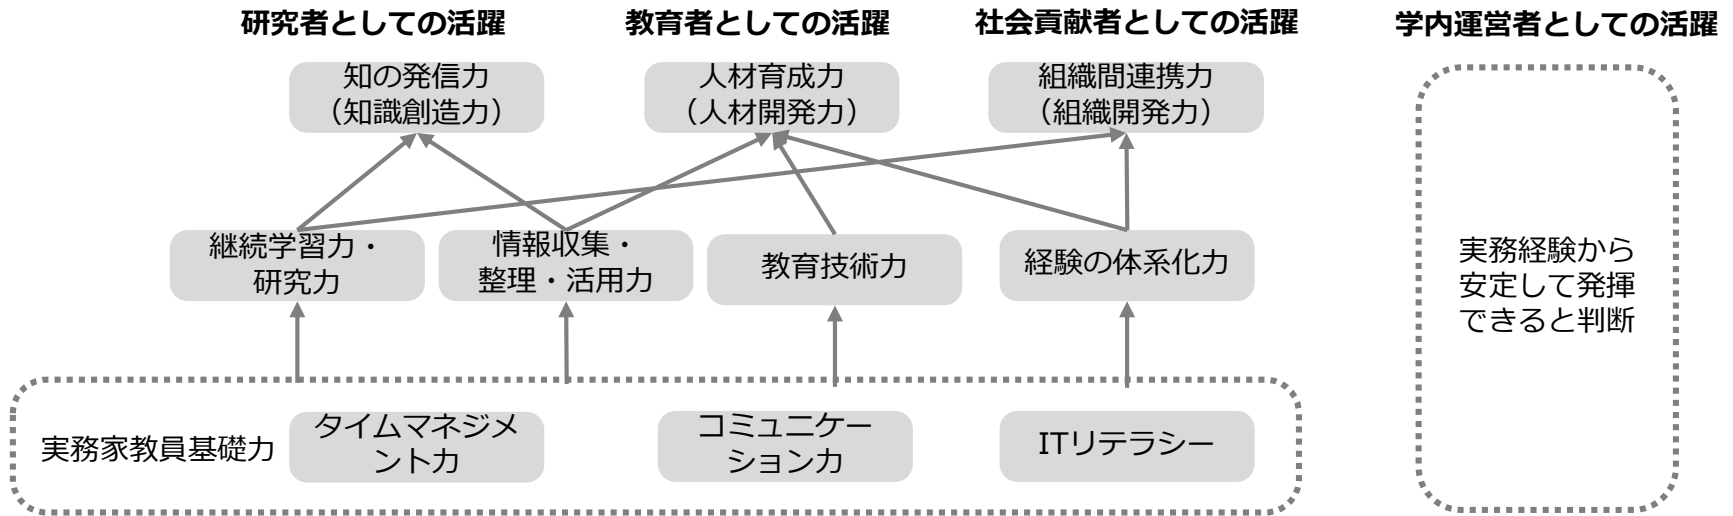 研究者としての活躍
教育者としての活躍
社会貢献者としての活躍
学内運営者としての活躍
知の発信力
（知識創造力）
人材育成力
（人材開発力）
組織間連携力
（組織開発力）
継続学習力・
研究力
情報収集・
整理・活用力
教育技術力
経験の体系化力
実務経験から
安定して発揮
できると判断
実務家教員基礎力
タイムマネジメ
ント力
コミュニケー
ション力
ITリテラシー